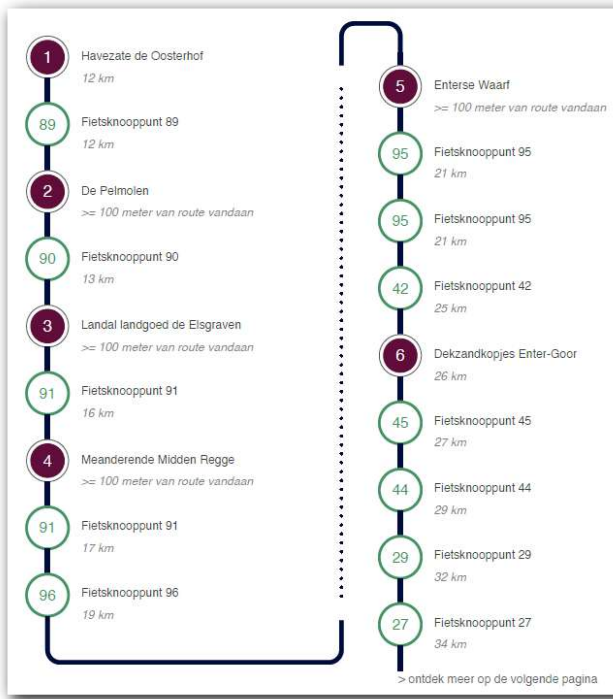 1
Havezate de Oosterhof
12 km
89
Fietsknooppunt 89
12 km
2
De Pelmolen
>= 100 meter van route vandaan
90
Fietsknooppunt 90
13 km
3
Landal landgoed de Elsgraven
>= 100 meter van route vandaan
91
Fietsknooppunt 91
16 km
4
Meanderende Midden Regge
>= 100 meter van route vandaan
91
Fietsknooppunt 91
17 km
96
Fietsknooppunt 96
19 km
5
Enterse Waarf
>= 100 meter van route vandaan
95
Fietsknooppunt 95
21 km
95
Fietsknooppunt 95
21 km
42
Fietsknooppunt 42
25 km
6
Dekzandkopjes Enter-Goor
26 km
45
Fietsknooppunt 45
27 km
44
Fietsknooppunt 44
29 km
29
Fietsknooppunt 29
32 km
27
Fietsknooppunt 27
34 km
> ontdek meer op de volgende pagina